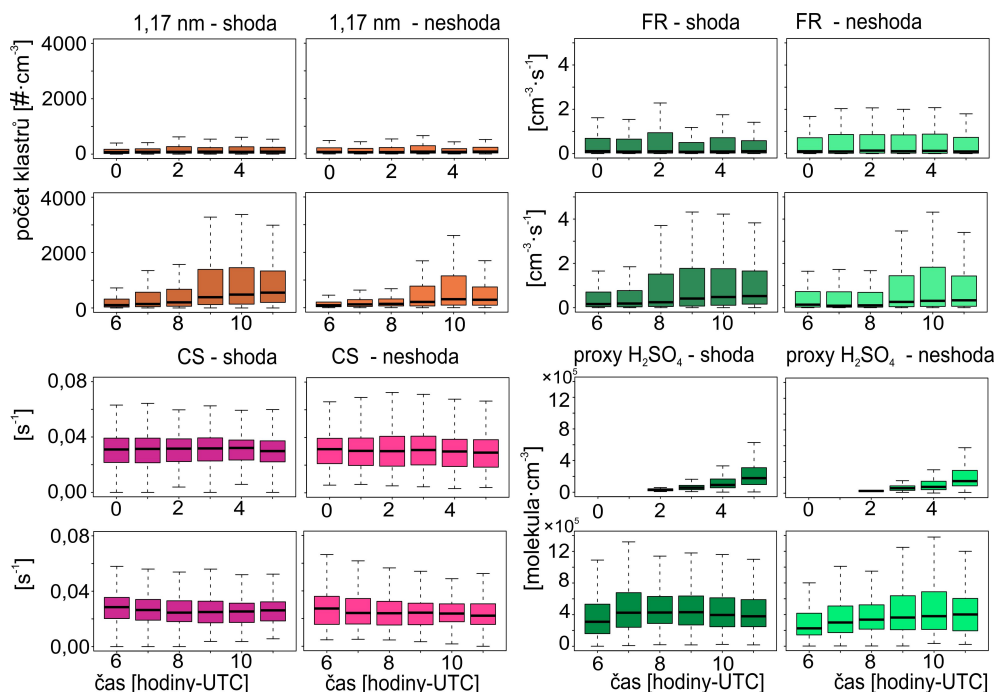 1,17 nm - shoda
1,17 nm - neshoda
FR - shoda
FR - neshoda
počet klastrů [#·cm⁻³]
4000
2000
0
0 2 4
0 2 4
[cm⁻³·s⁻¹]
4
2
0
0 2 4
0 2 4
4000
2000
0
6 8 10
6 8 10
[cm⁻³·s⁻¹]
4
2
0
6 8 10
6 8 10
CS - shoda
CS - neshoda
proxy H₂SO₄ - shoda
proxy H₂SO₄ - neshoda
[s⁻¹]
0,08
0,04
0,00
0 2 4
0 2 4
[molekula·cm⁻³]
×10⁵
12
8
4
0
0 2 4
0 2 4
[s⁻¹]
0,08
0,04
0,00
6 8 10
6 8 10
×10⁵
12
8
4
0
6 8 10
6 8 10
čas [hodiny-UTC]
čas [hodiny-UTC]
čas [hodiny-UTC]
čas [hodiny-UTC]